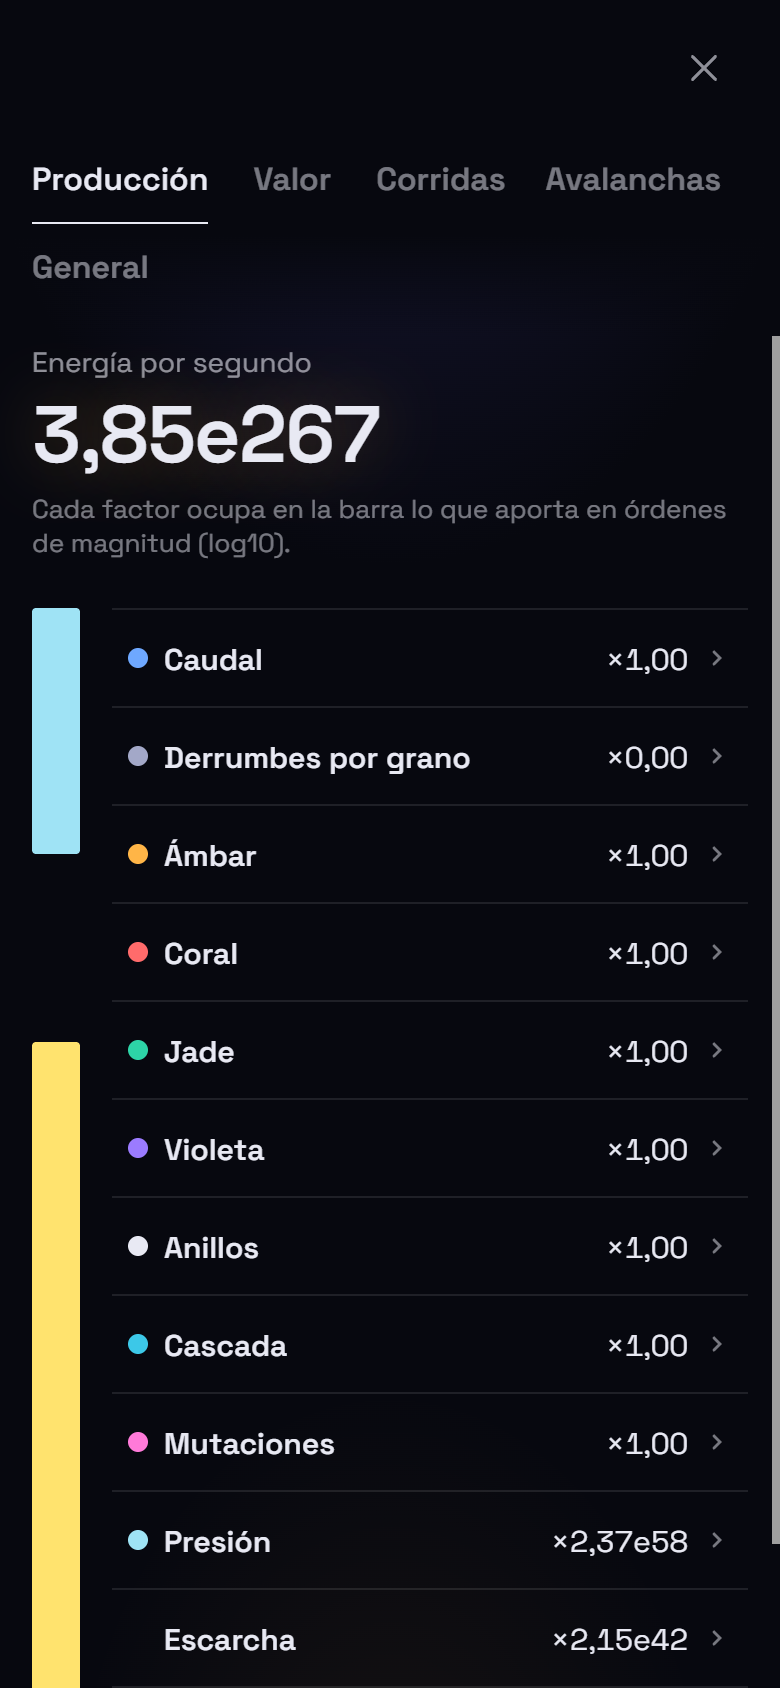 Producción Valor Corridas Avalanchas
General
Energía por segundo
3,85e267
Cada factor ocupa en la barra lo que aporta en órdenes
de magnitud (log10).
Caudal ×1,00
Derrumbes por grano ×0,00
Ámbar ×1,00
Coral ×1,00
Jade ×1,00
Violeta ×1,00
Anillos ×1,00
Cascada ×1,00
Mutaciones ×1,00
Presión ×2,37e58
Escarcha ×2,15e42